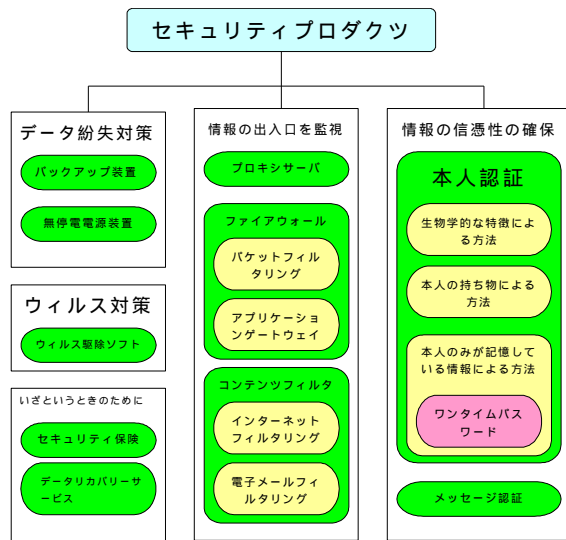 セキュリティプロダクツ
データ紛失対策
バックアップ装置
無停電電源装置
ウィルス対策
ウィルス駆除ソフト
いざというときのために
セキュリティ保険
データリカバリーサ
ービス
情報の出入口を監視
プロキシサーバ
ファイアウォール
パケットフィル
タリング
アプリケーショ
ンゲートウェイ
コンテンツフィルタ
インターネット
フィルタリング
電子メールフィ
ルタリング
情報の信憑性の確保
本人認証
生物学的な特徴によ
る方法
本人の持ち物による
方法
本人のみが記憶して
いる情報による方法
ワンタイムパス
ワード
メッセージ認証